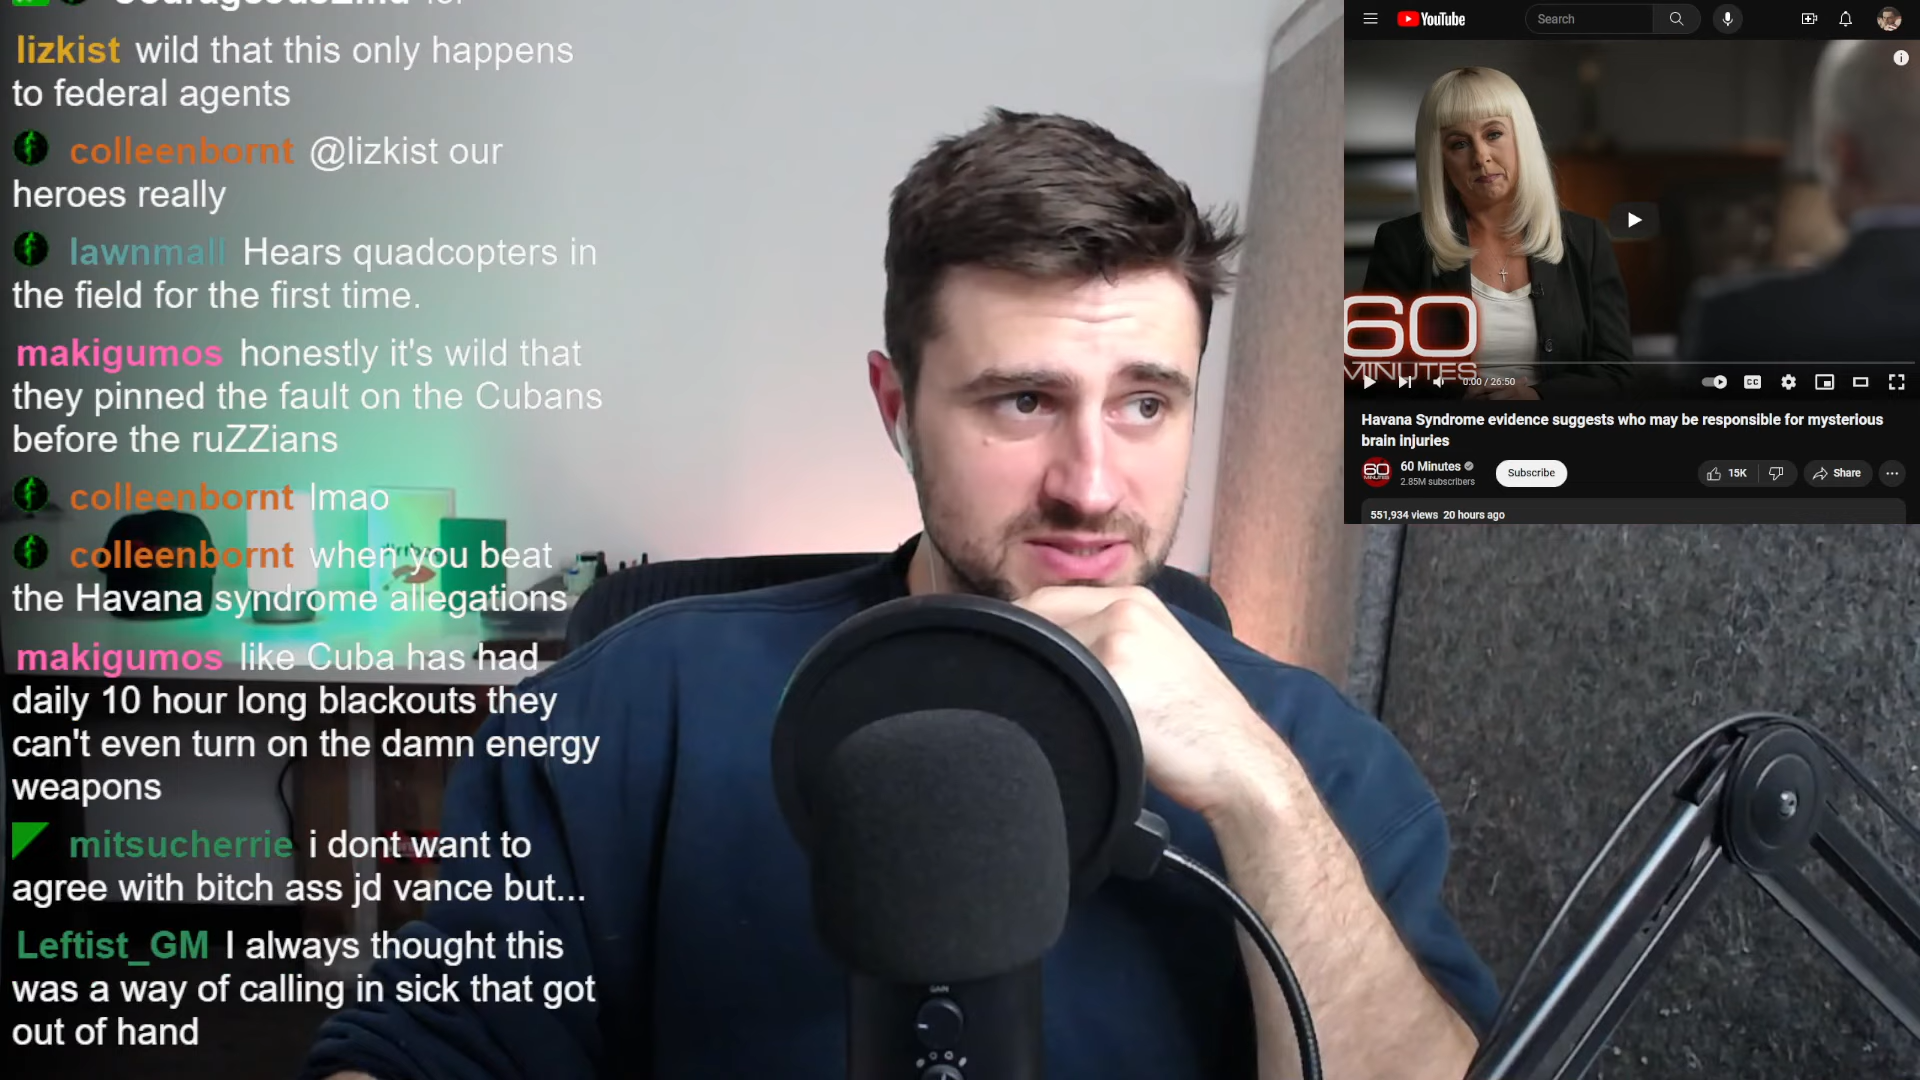 lizkist wild that this only happens
to federal agents
colleenbornt @lizkist our
heroes really
lawnmall Hears quadcopters in
the field for the first time.
makigumos honestly it's wild that
they pinned the fault on the Cubans
before the ruZZians
colleenbornt lmao
colleenbornt when you beat
the Havana syndrome allegations
makigumos like Cuba has had
daily 10 hour long blackouts they
can't even turn on the damn energy
weapons
mitsucherrie i dont want to
agree with bitch ass jd vance but...
Leftist_GM I always thought this
was a way of calling in sick that got
out of hand
GAIN
YouTube
Search
60
MINUTES
0:00 / 26:50
CC
Havana Syndrome evidence suggests who may be responsible for mysterious
brain injuries
60 MINUTES
60 Minutes
2.85M subscribers
Subscribe
15K
Share
551,934 views 20 hours ago